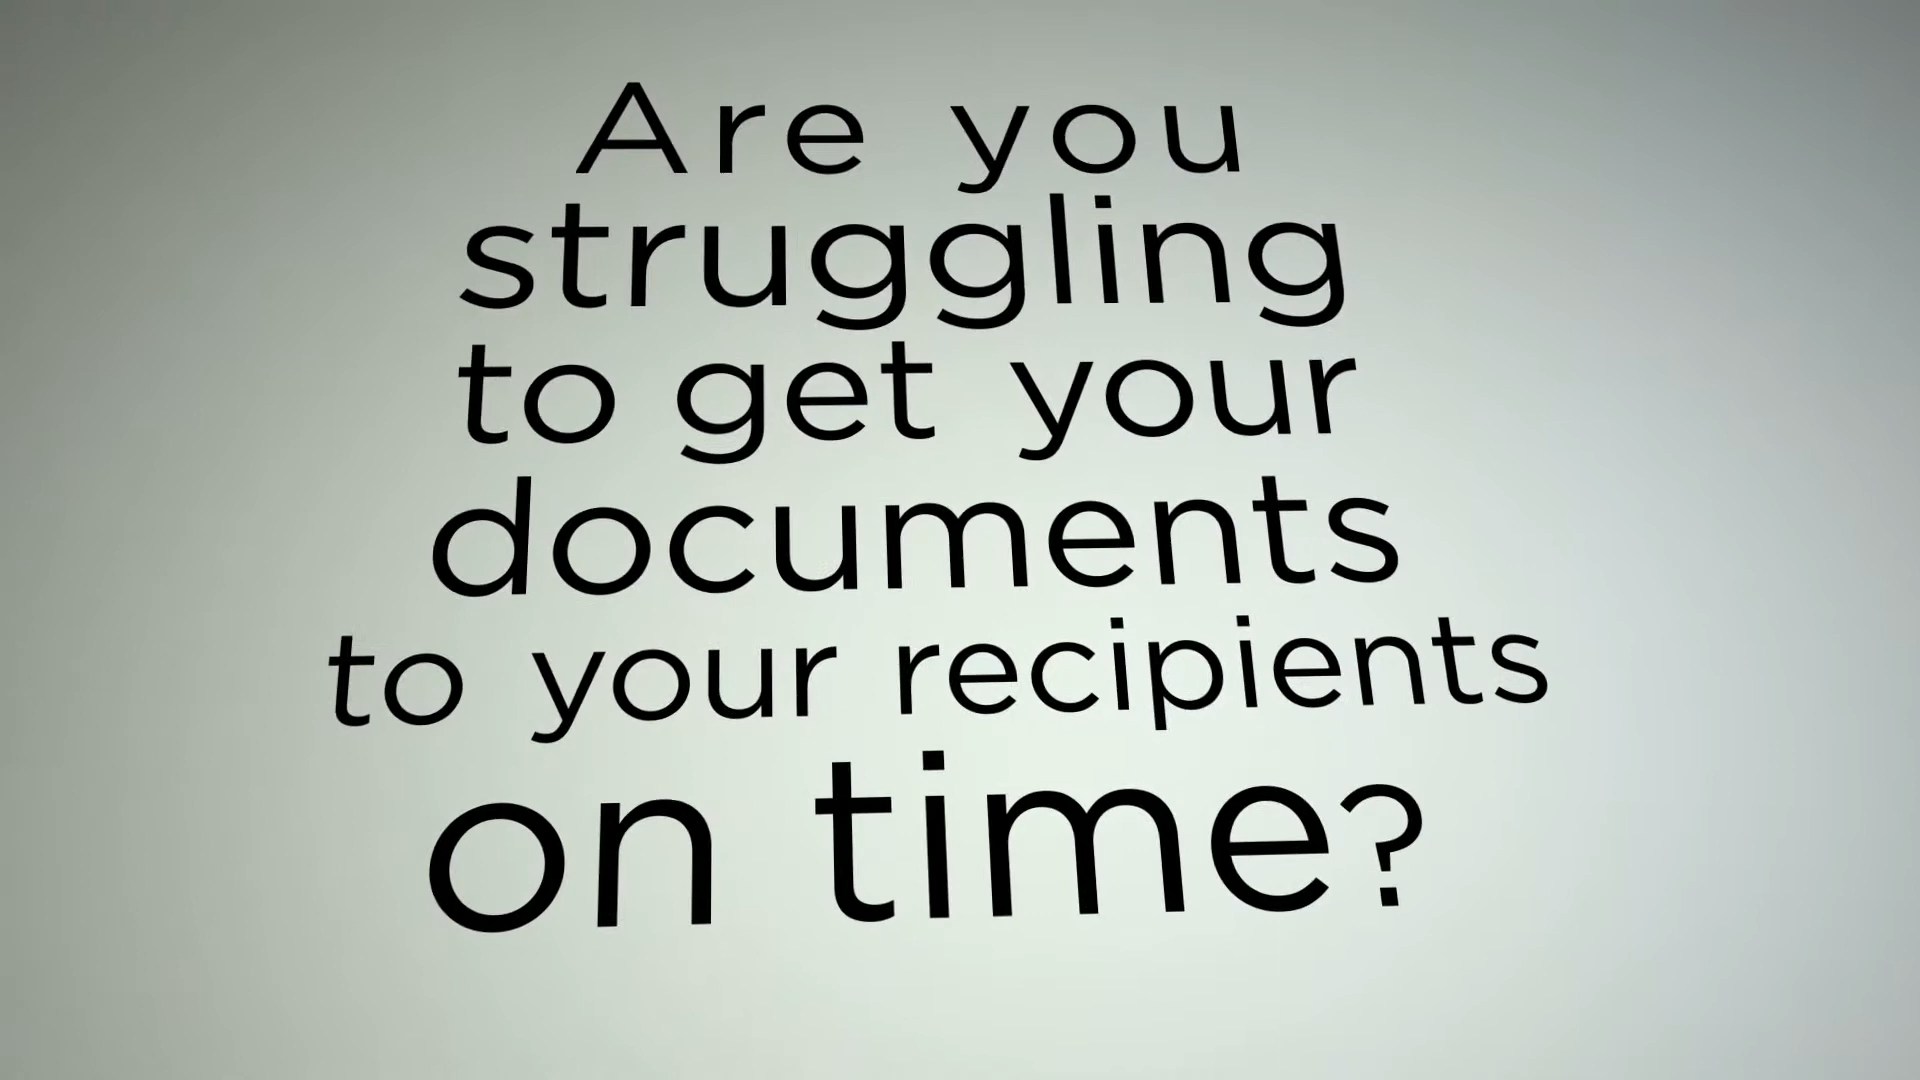 Are you
struggling
to get your
documents
to your recipients
on time?